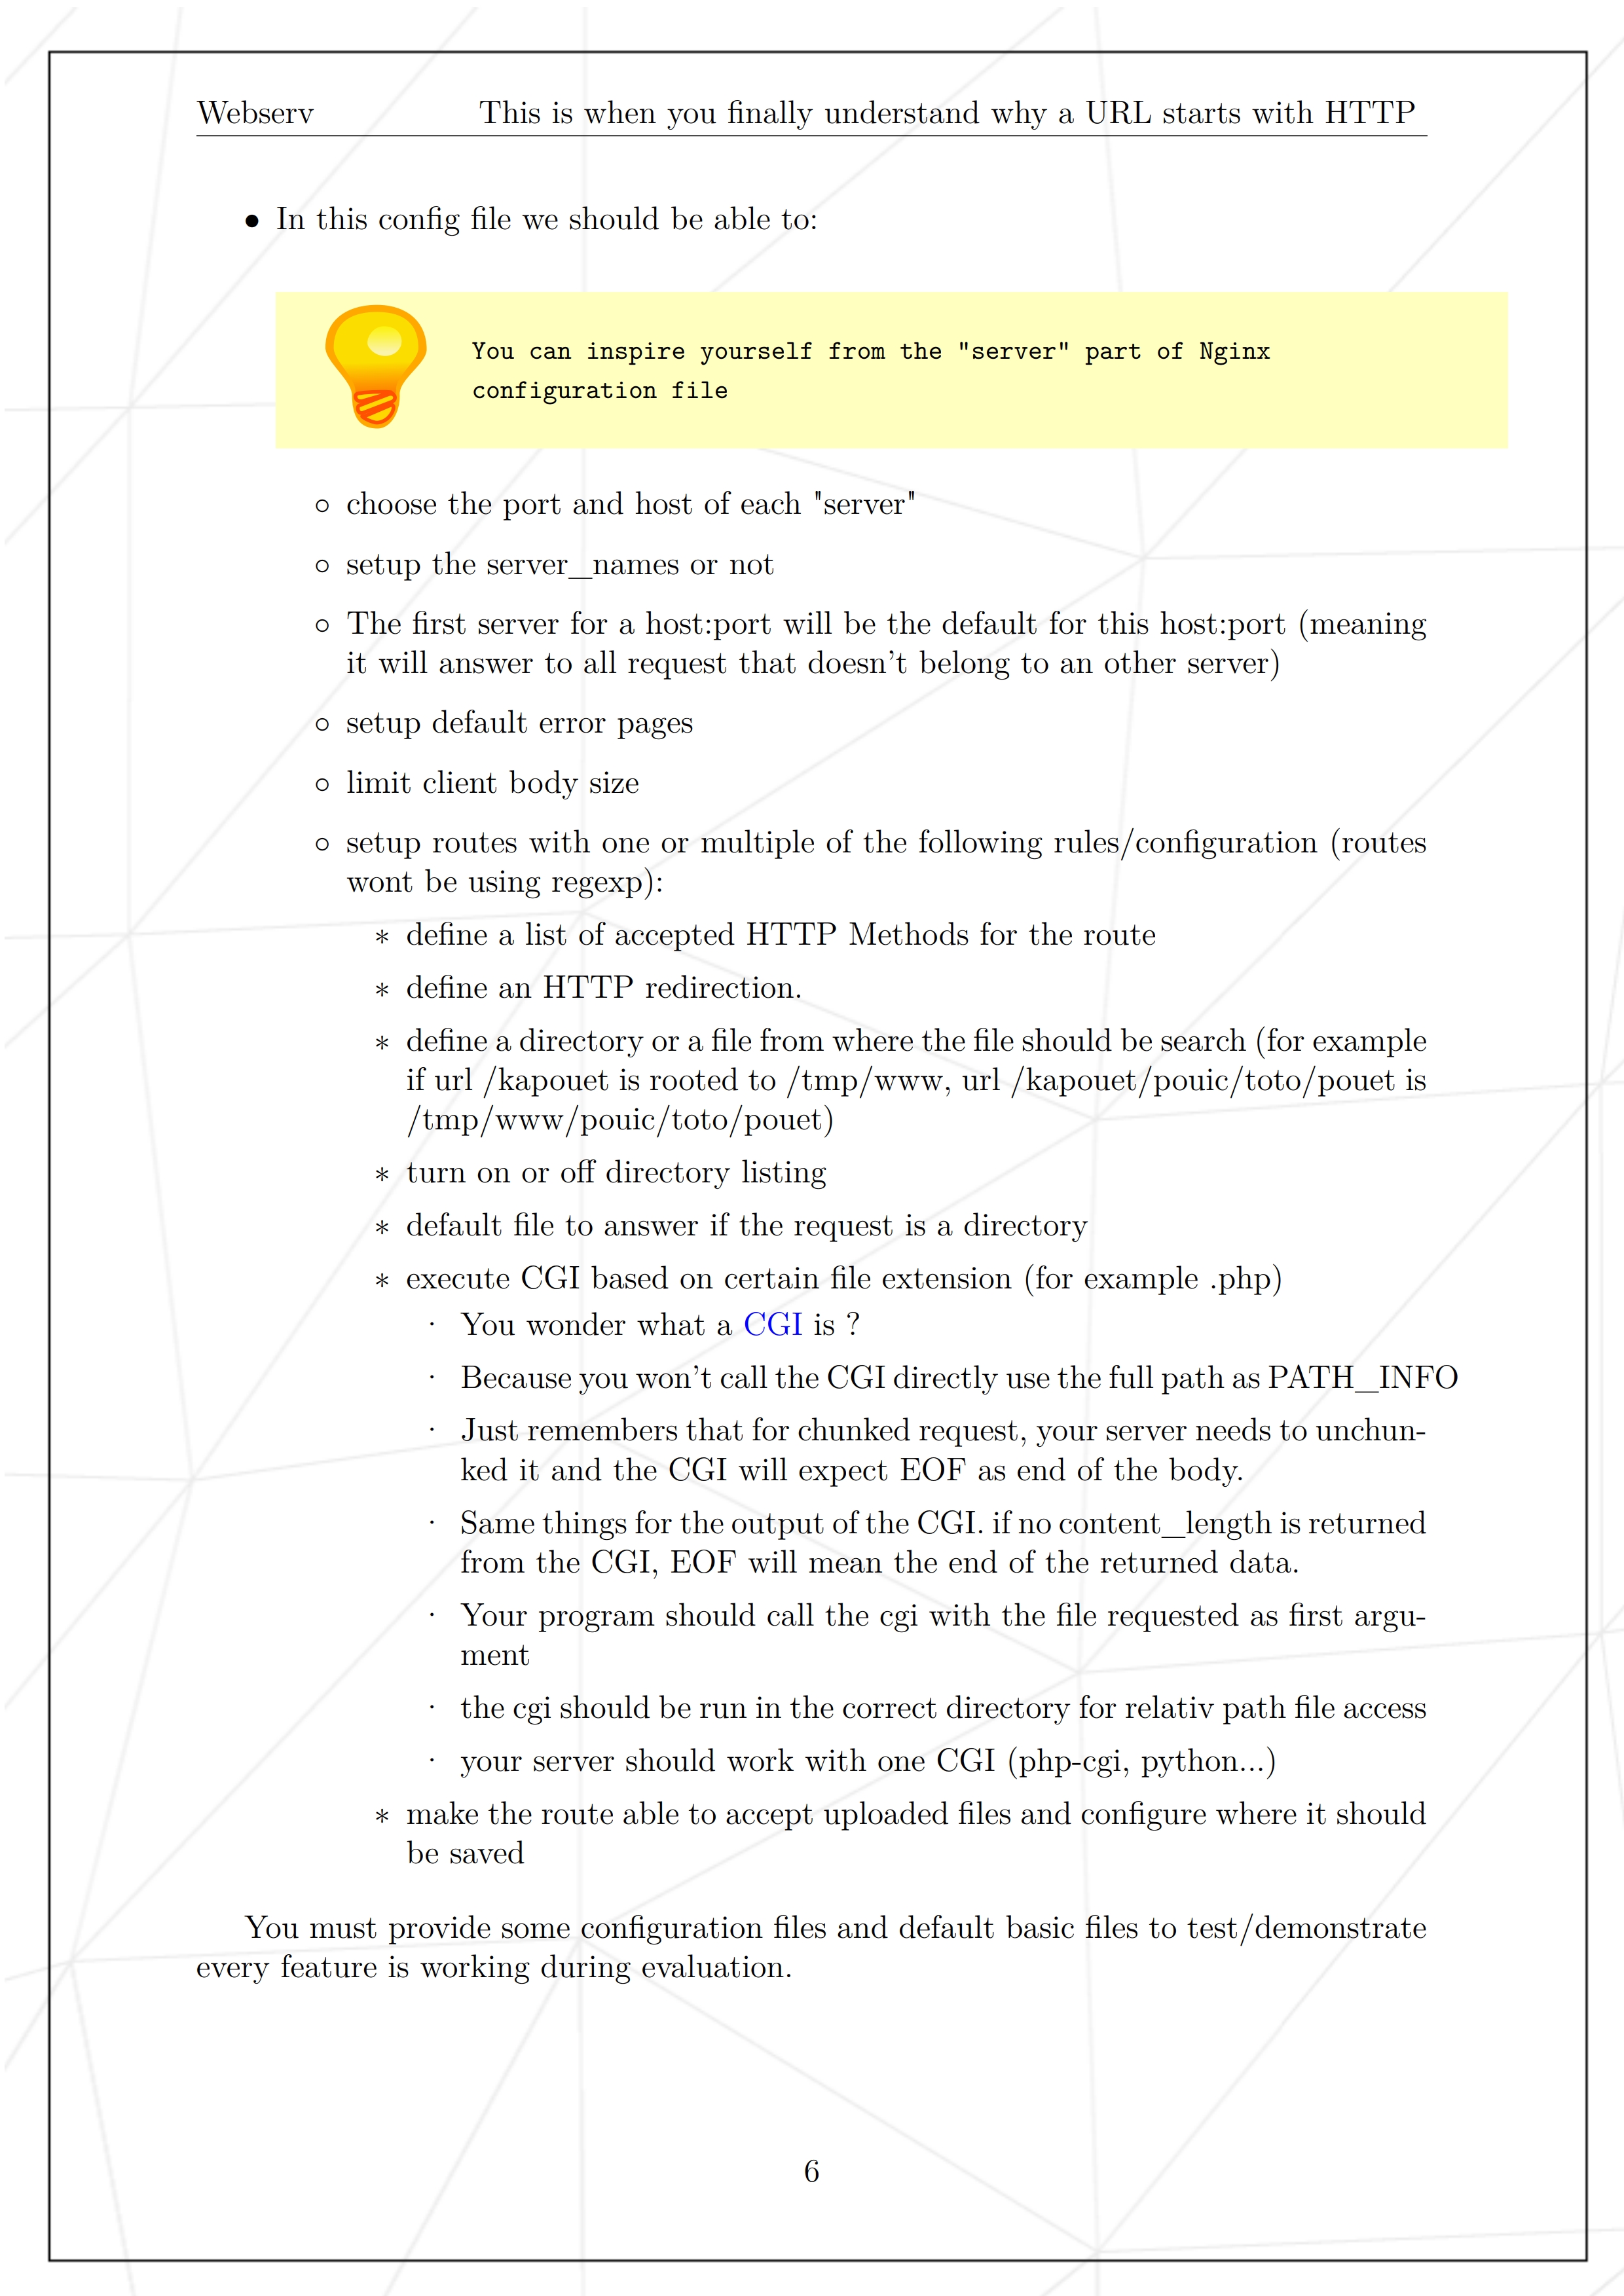 Webserv This is when you finally understand why a URL starts with HTTP
• In this config file we should be able to:
You can inspire yourself from the "server" part of Nginx
configuration file
◦ choose the port and host of each "server"
◦ setup the server_names or not
◦ The first server for a host:port will be the default for this host:port (meaning
it will answer to all request that doesn't belong to an other server)
◦ setup default error pages
◦ limit client body size
◦ setup routes with one or multiple of the following rules/configuration (routes
wont be using regexp):
∗ define a list of accepted HTTP Methods for the route
∗ define an HTTP redirection.
∗ define a directory or a file from where the file should be search (for example
if url /kapouet is rooted to /tmp/www, url /kapouet/pouic/toto/pouet is
/tmp/www/pouic/toto/pouet)
∗ turn on or off directory listing
∗ default file to answer if the request is a directory
∗ execute CGI based on certain file extension (for example .php)
· You wonder what a CGI is ?
· Because you won't call the CGI directly use the full path as PATH_INFO
· Just remembers that for chunked request, your server needs to unchun-
ked it and the CGI will expect EOF as end of the body.
· Same things for the output of the CGI. if no content_length is returned
from the CGI, EOF will mean the end of the returned data.
· Your program should call the cgi with the file requested as first argu-
ment
· the cgi should be run in the correct directory for relativ path file access
· your server should work with one CGI (php-cgi, python...)
∗ make the route able to accept uploaded files and configure where it should
be saved
You must provide some configuration files and default basic files to test/demonstrate
every feature is working during evaluation.
6